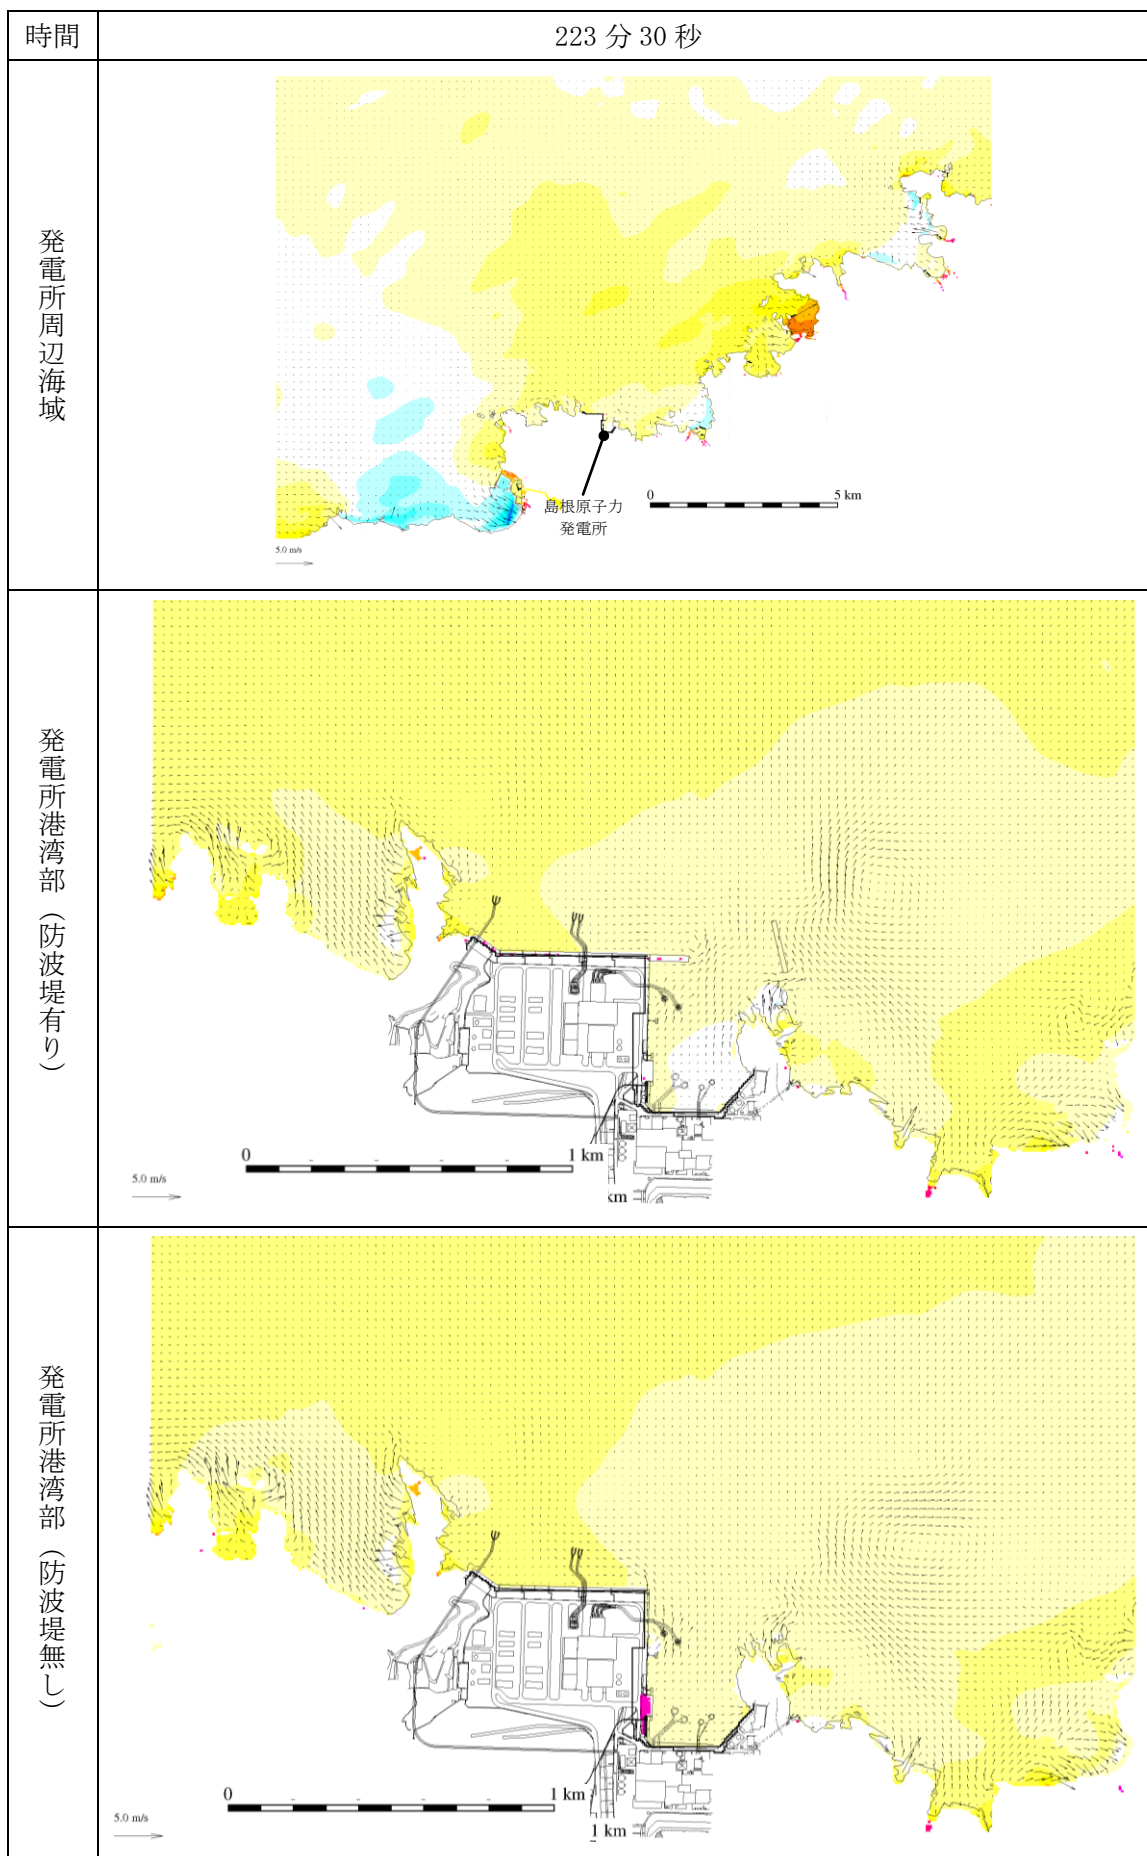 時間
223 分 30 秒
発電所周辺海域
島根原子力
発電所
0
5 km
5.0 m/s
発電所港湾部（防波堤有り）
0
1 km
km
5.0 m/s
発電所港湾部（防波堤無し）
0
1 km
1 km
5.0 m/s